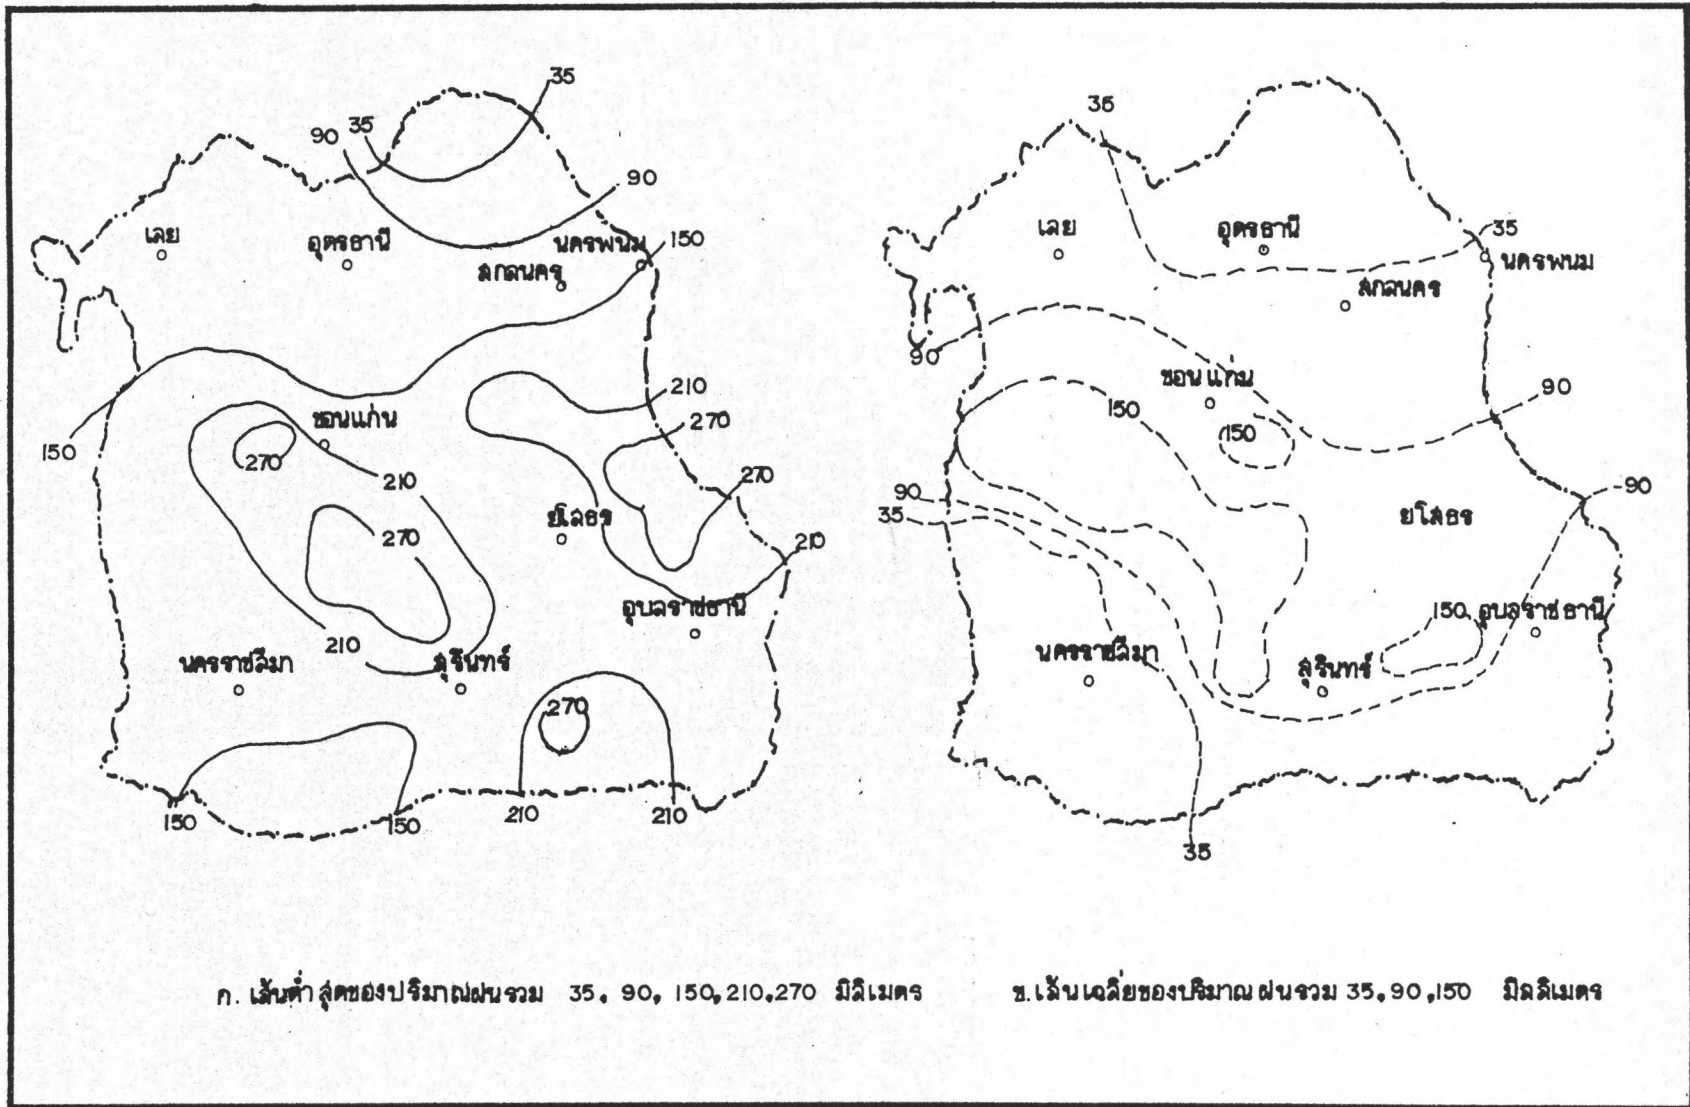 35
35
90
90
เลย
อุดรธานี
นครพนม
150
สกลนคร
210
ขอนแก่น
270
150
270
210
270
270
ยโสธร
210
อุบลราชธานี
210
นครราชสีมา
สุรินทร์
270
150
150
210
210
ก. เส้นต่ำสุดของปริมาณฝนรวม 35, 90, 150,210,270 มิลิเมตร
35
เลย
อุดรธานี
35
นครพนม
สกลนคร
90
ขอนแก่น
90
150
150
90
90
35
ยโสธร
150
อุบลราชธานี
นครราชสีมา
สุรินทร์
35
ข.เส้นเฉลี่ยของปริมาณฝนรวม 35,90,150 มิลลิเมตร